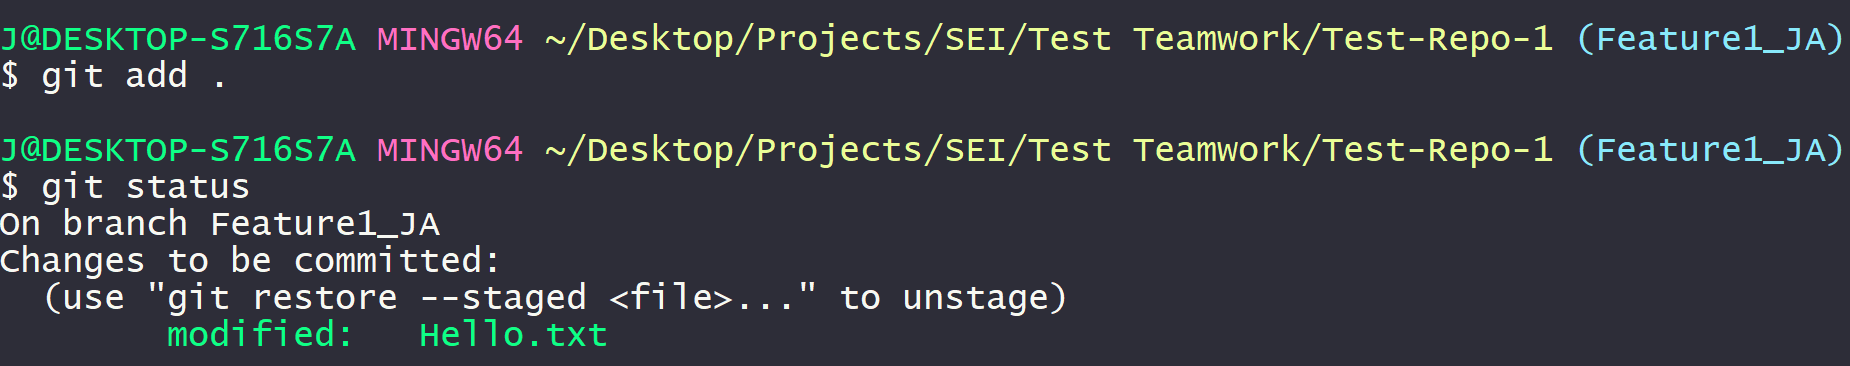 J@DESKTOP-S716S7A MINGW64 ~/Desktop/Projects/SEI/Test Teamwork/Test-Repo-1 (Feature1_JA)
$ git add .
J@DESKTOP-S716S7A MINGW64 ~/Desktop/Projects/SEI/Test Teamwork/Test-Repo-1 (Feature1_JA)
$ git status
On branch Feature1_JA
Changes to be committed:
  (use "git restore --staged <file>..." to unstage)
        modified:   Hello.txt